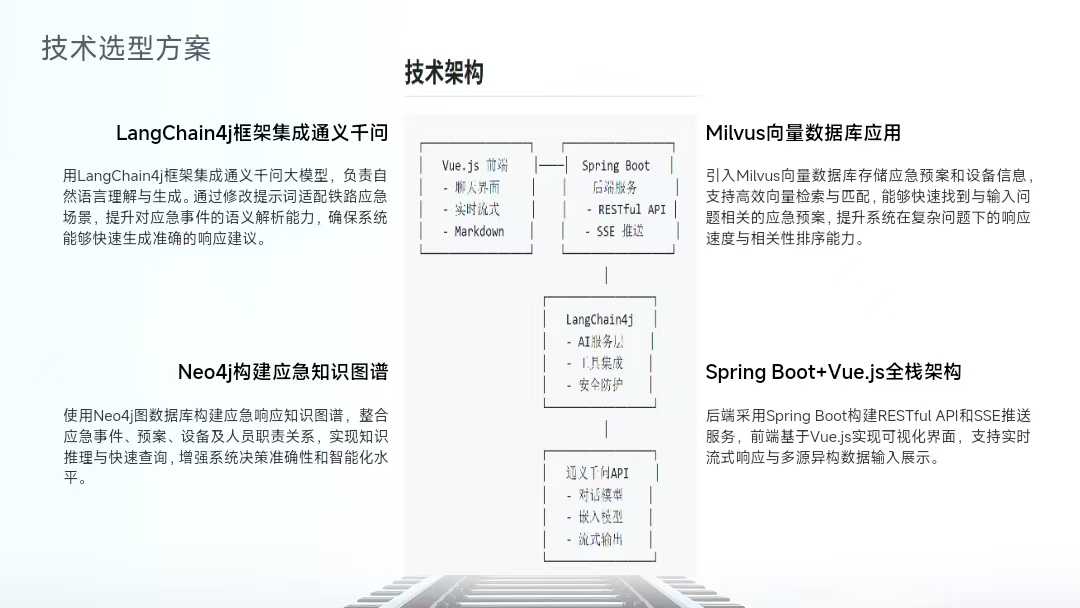 技术选型方案
技术架构
LangChain4j框架集成通义千问
用LangChain4j框架集成通义千问大模型，负责自
然语言理解与生成。通过修改提示词适配铁路应急
场景，提升对应急事件的语义解析能力，确保系统
能够快速生成准确的响应建议。
Neo4j构建应急知识图谱
使用Neo4j图数据库构建应急响应知识图谱，整合
应急事件、预案、设备及人员职责关系，实现知识
推理与快速查询，增强系统决策准确性和智能化水
平。
Vue.js 前端
- 聊天界面
- 实时流式
- Markdown
Spring Boot
后端服务
- RESTful API
- SSE 推送
LangChain4j
- AI服务层
- 工具集成
- 安全防护
通义千问API
- 对话模型
- 嵌入模型
- 流式输出
Milvus向量数据库应用
引入Milvus向量数据库存储应急预案和设备信息，
支持高效向量检索与匹配，能够快速找到与输入问
题相关的应急预案，提升系统在复杂问题下的响应
速度与相关性排序能力。
Spring Boot+Vue.js全栈架构
后端采用Spring Boot构建RESTful API和SSE推送
服务，前端基于Vue.js实现可视化界面，支持实时
流式响应与多源异构数据输入展示。